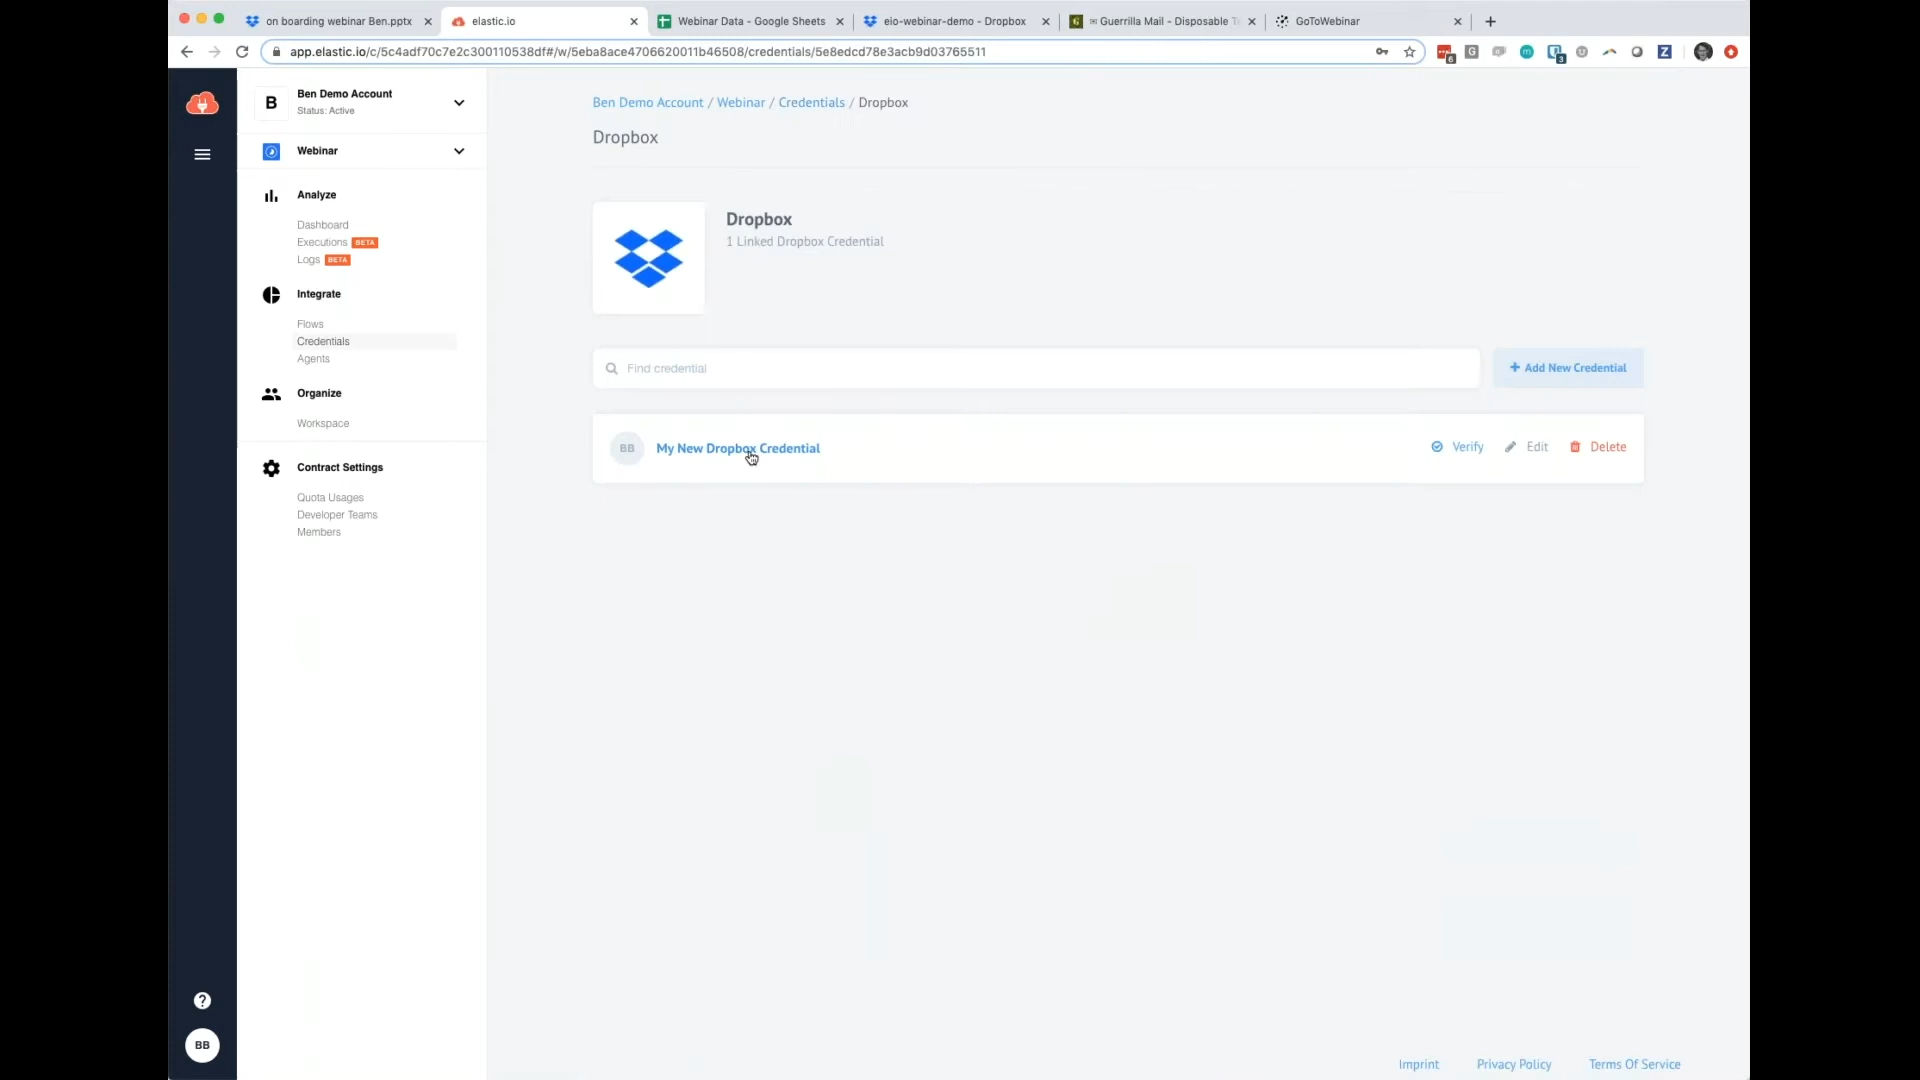 on boarding webinar Ben.pptx
elastic.io
Webinar Data - Google Sheets
eio-webinar-demo - Dropbox
Guerrilla Mail - Disposable Te
GoToWebinar
app.elastic.io/c/5c4adf70c7e2c300110538df#/w/5eba8ace4706620011b46508/credentials/5e8edcd78e3acb9d03765511
6
G
m
3
Z
B
Ben Demo Account
Status: Active
Webinar
Analyze
Dashboard
Executions BETA
Logs BETA
Integrate
Flows
Credentials
Agents
Organize
Workspace
Contract Settings
Quota Usages
Developer Teams
Members
?
BB
Ben Demo Account / Webinar / Credentials / Dropbox
Dropbox
Dropbox
1 Linked Dropbox Credential
Find credential
+ Add New Credential
BB
My New Dropbox Credential
Verify
Edit
Delete
Imprint
Privacy Policy
Terms Of Service